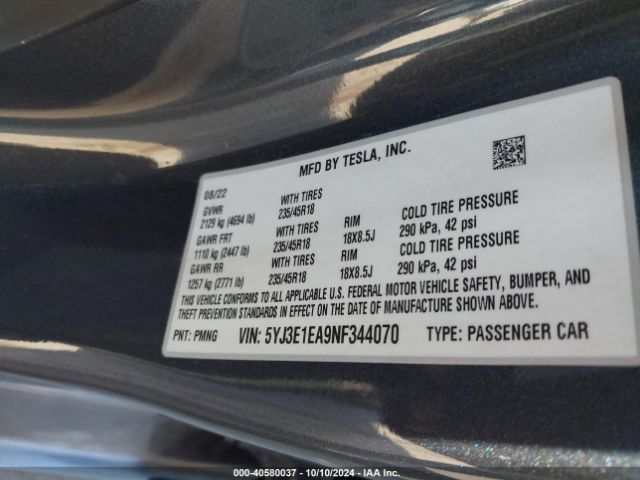 MFD BY TESLA, INC.
08/22
GVWR WITH TIRES
2129 kg (4694 lb) 235/45R18 RIM COLD TIRE PRESSURE
GAWR FRT WITH TIRES 18X8.5J 290 kPa, 42 psi
1110 kg (2447 lb) 235/45R18 RIM COLD TIRE PRESSURE
GAWR RR WITH TIRES 18X8.5J 290 kPa, 42 psi
1257 kg (2771 lb) 235/45R18
THIS VEHICLE CONFORMS TO ALL APPLICABLE U.S. FEDERAL MOTOR VEHICLE SAFETY, BUMPER, AND
THEFT PREVENTION STANDARDS IN EFFECT ON THE DATE OF MANUFACTURE SHOWN ABOVE.
PNT: PMNG VIN: 5YJ3E1EA9NF344070 TYPE: PASSENGER CAR
000-40580037 - 10/10/2024 - IAA Inc.